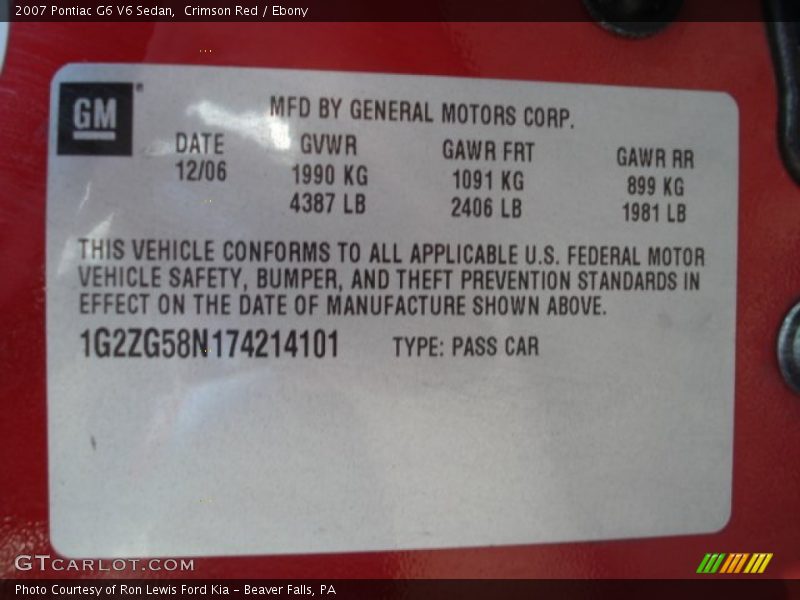 2007 Pontiac G6 V6 Sedan,  Crimson Red / Ebony
GM
MFD BY GENERAL MOTORS CORP.
DATE GVWR GAWR FRT GAWR RR
12/06 1990 KG 1091 KG 899 KG
4387 LB 2406 LB 1981 LB
THIS VEHICLE CONFORMS TO ALL APPLICABLE U.S. FEDERAL MOTOR
VEHICLE SAFETY, BUMPER, AND THEFT PREVENTION STANDARDS IN
EFFECT ON THE DATE OF MANUFACTURE SHOWN ABOVE.
1G2ZG58N174214101 TYPE: PASS CAR
GTCARLOT.COM
Photo Courtesy of Ron Lewis Ford Kia - Beaver Falls, PA